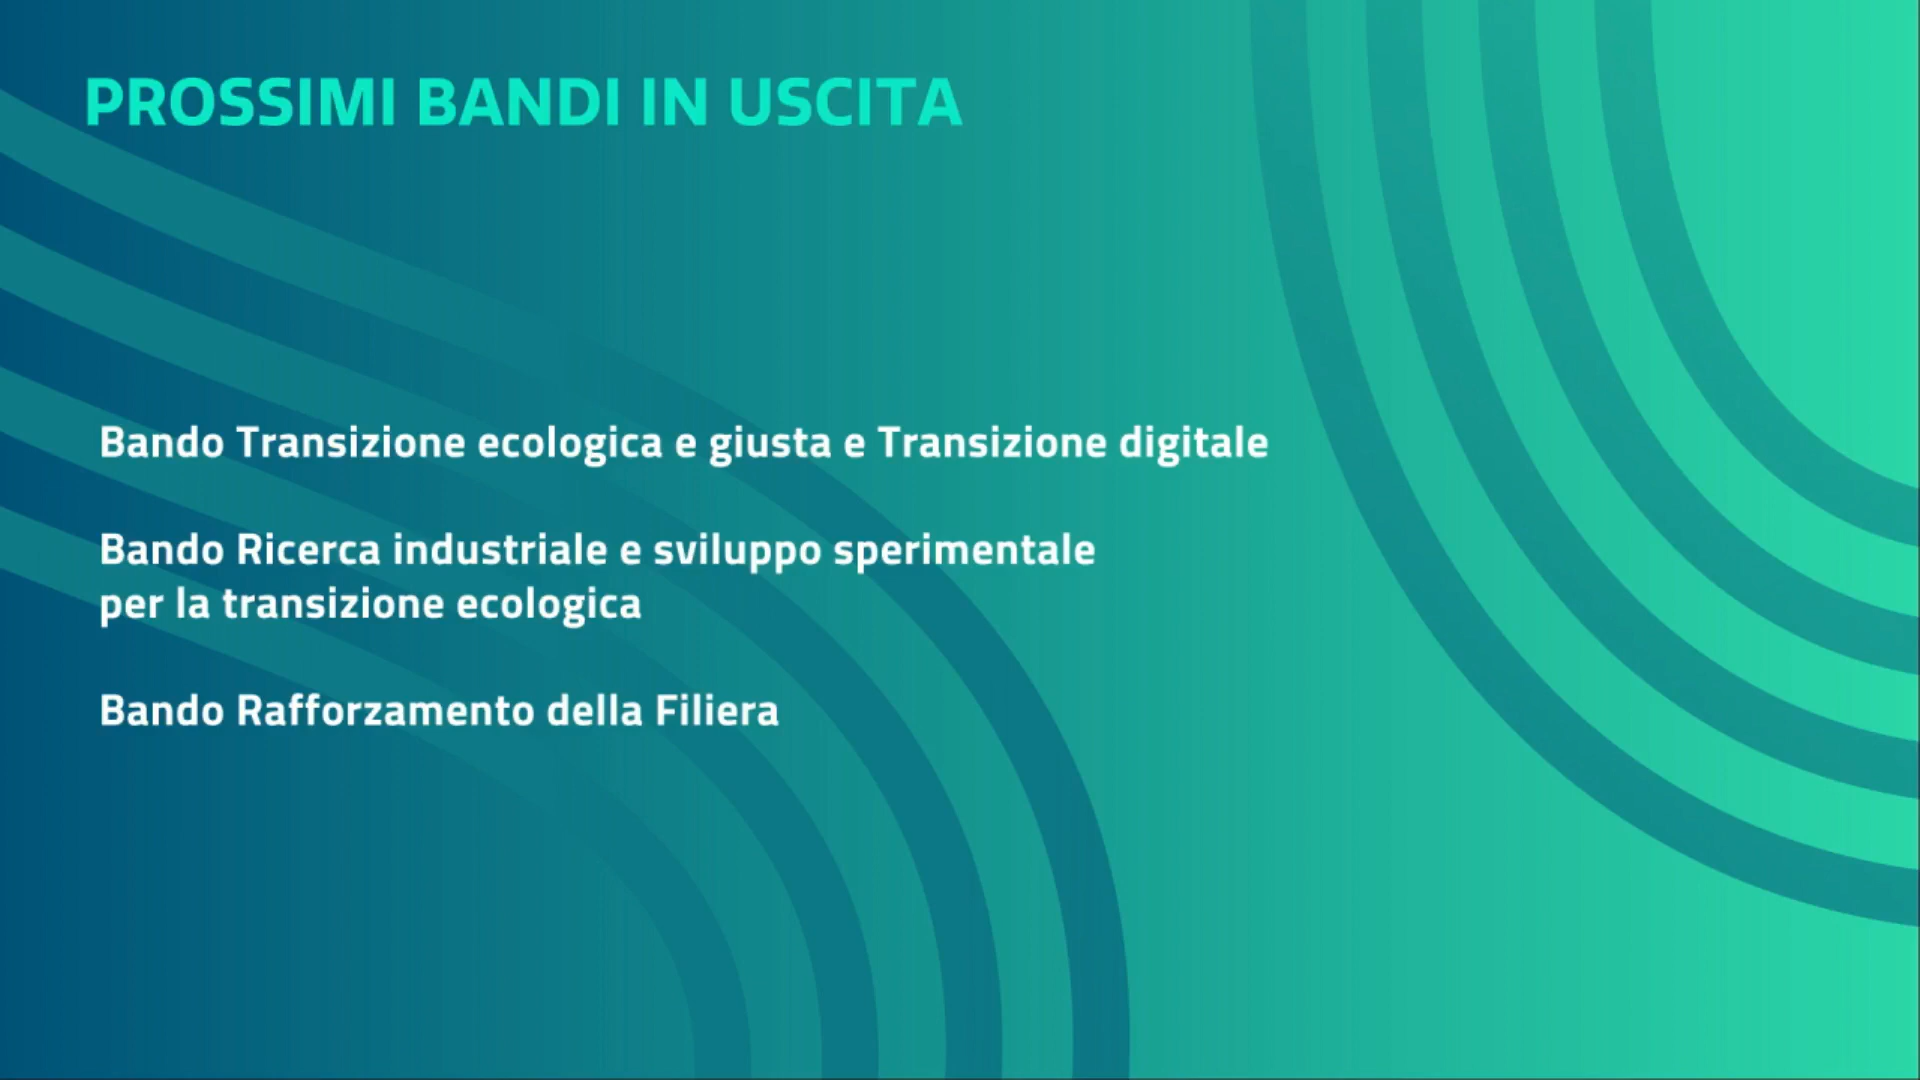 PROSSIMI BANDI IN USCITA
Bando Transizione ecologica e giusta e Transizione digitale
Bando Ricerca industriale e sviluppo sperimentale
per la transizione ecologica
Bando Rafforzamento della Filiera